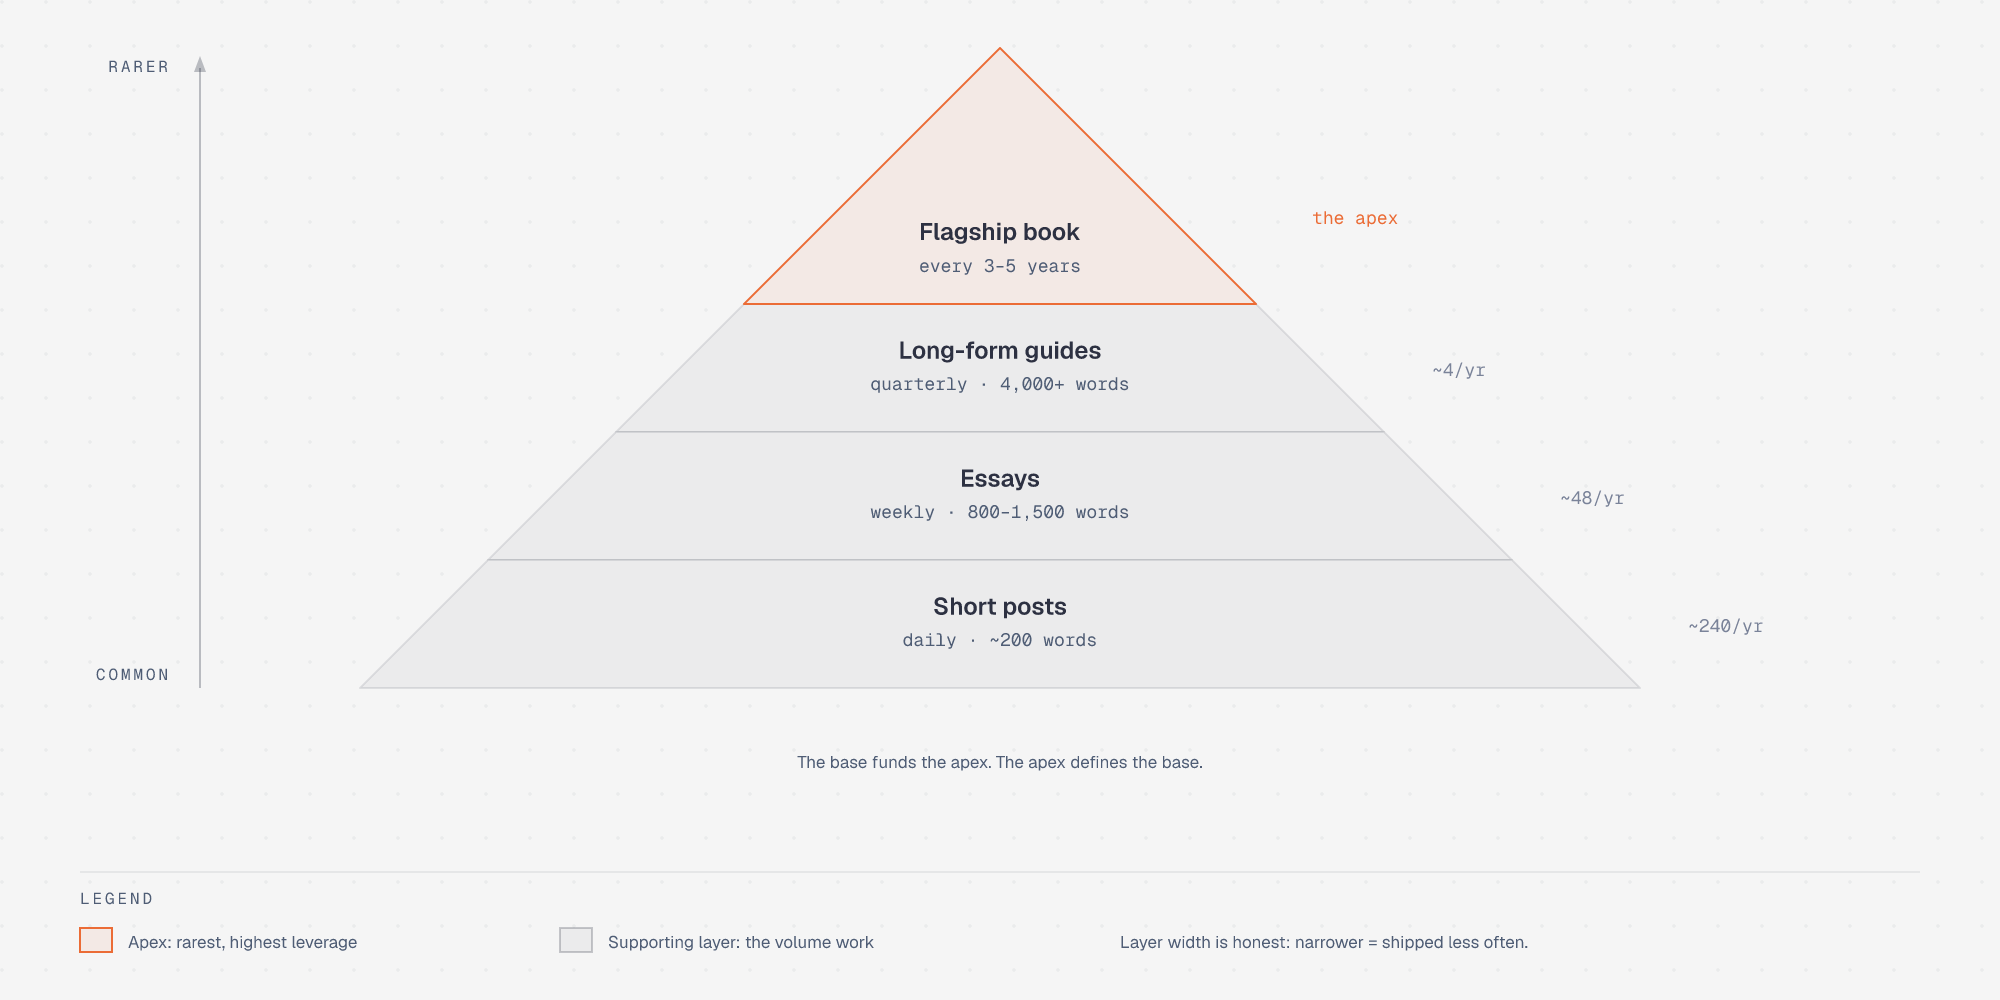 RARER
Flagship book
every 3–5 years
the apex
Long-form guides
quarterly · 4,000+ words
~4/yr
Essays
weekly · 800–1,500 words
~48/yr
Short posts
daily · ~200 words
~240/yr
COMMON
The base funds the apex. The apex defines the base.
LEGEND
Apex: rarest, highest leverage
Supporting layer: the volume work
Layer width is honest: narrower = shipped less often.